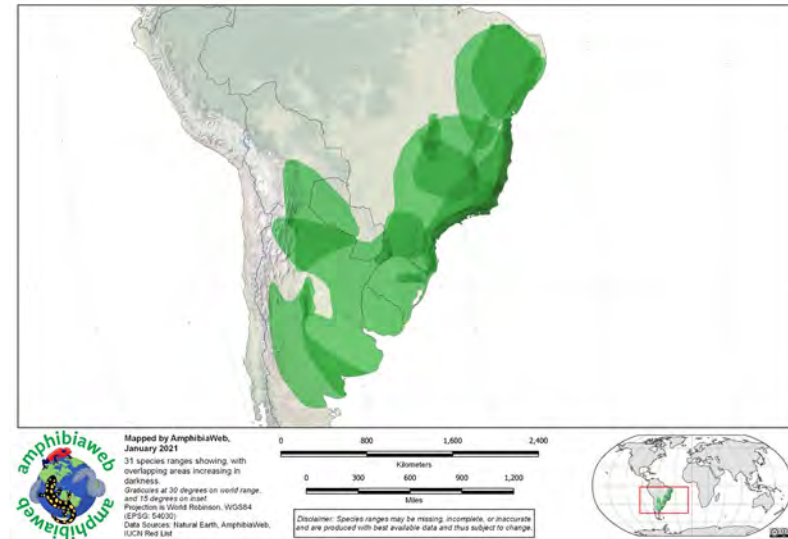 amphibiaweb
amphibiaweb
Mapped by AmphibiaWeb,
January 2021
31 species ranges showing, with
overlapping areas increasing in
darkness.
Graticules at 30 degrees on world range,
and 15 degrees on inset.
Projection is World Robinson, WGS84
(EPSG: 54030)
Data Sources: Natural Earth, AmphibiaWeb,
IUCN Red List
0 800 1,600 2,400
Kilometers
0 300 600 900 1,200
Miles
Disclaimer: Species ranges may be missing, incomplete, or inaccurate
and are produced with best available data and thus subject to change.